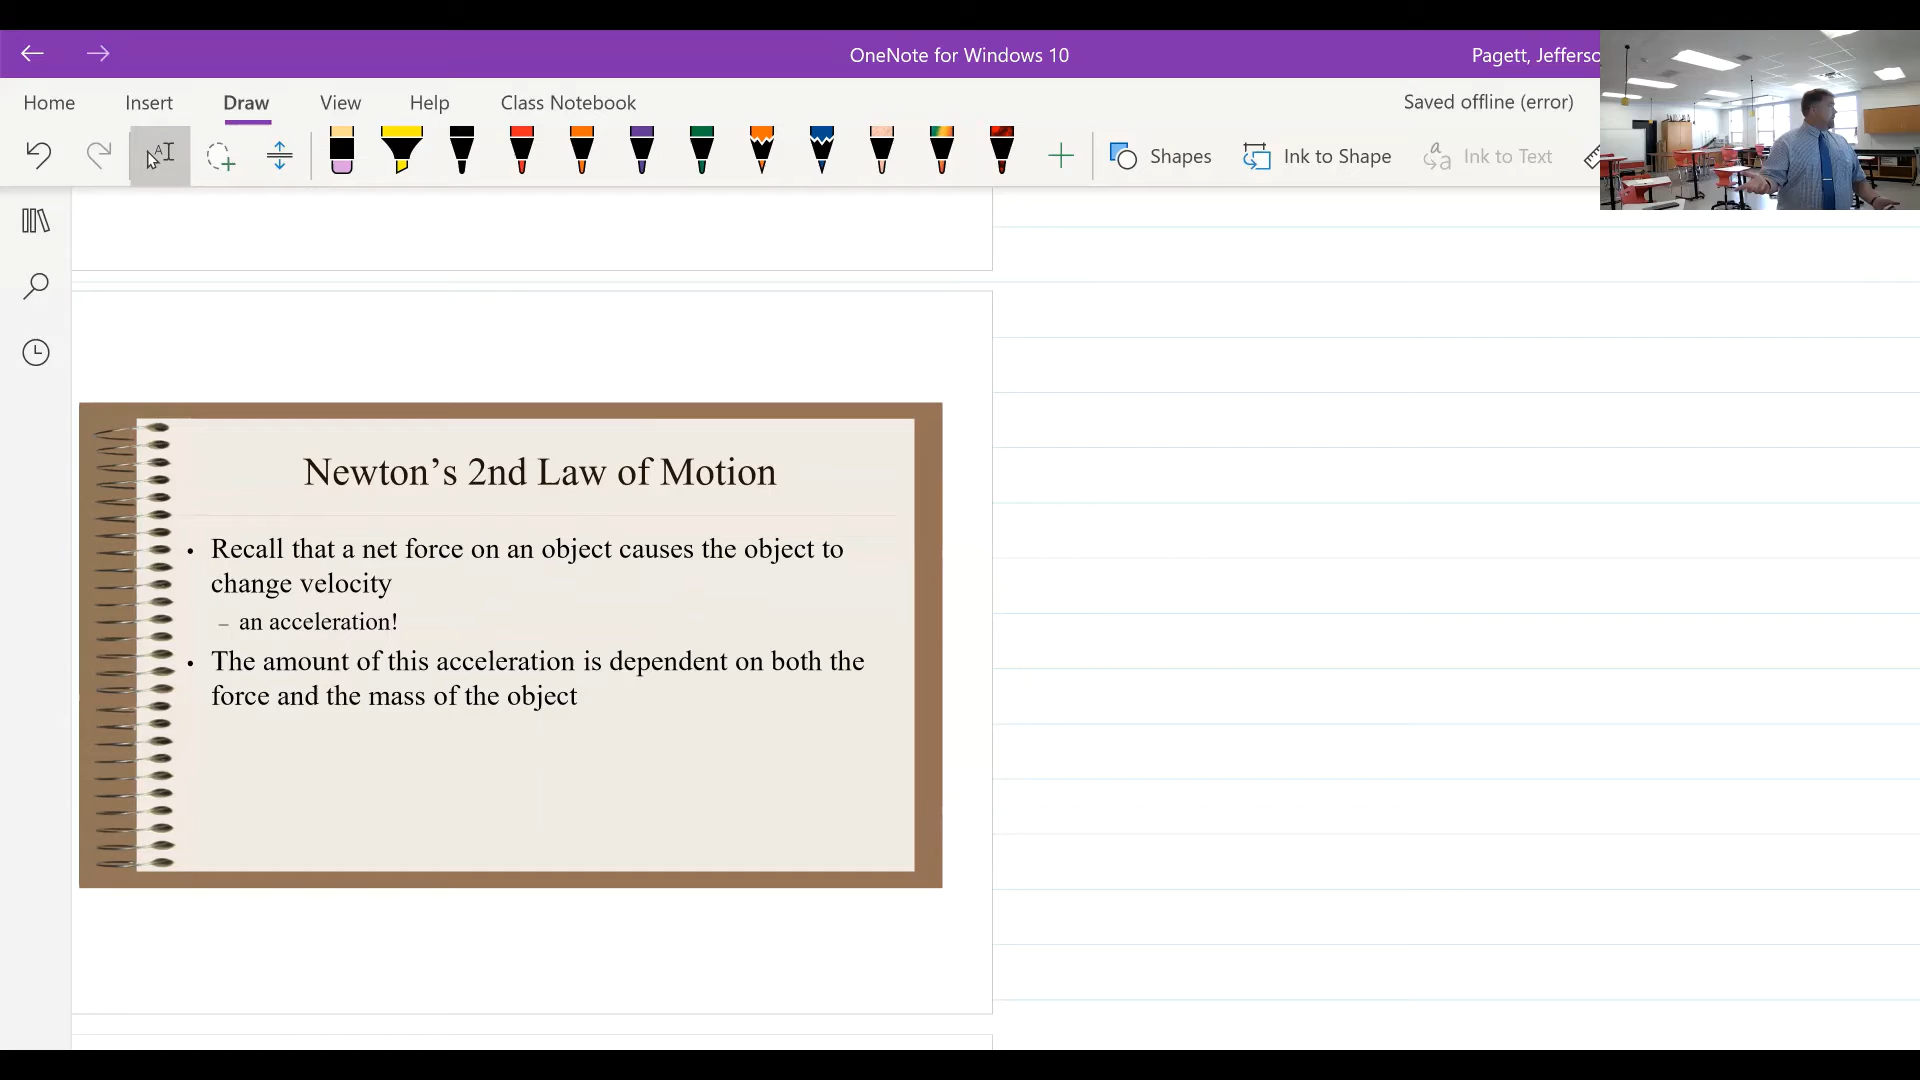 OneNote for Windows 10
Pagett, Jefferso
Home Insert Draw View Help Class Notebook
Saved offline (error)
Shapes Ink to Shape Ink to Text
Newton's 2nd Law of Motion
• Recall that a net force on an object causes the object to
change velocity
– an acceleration!
• The amount of this acceleration is dependent on both the
force and the mass of the object